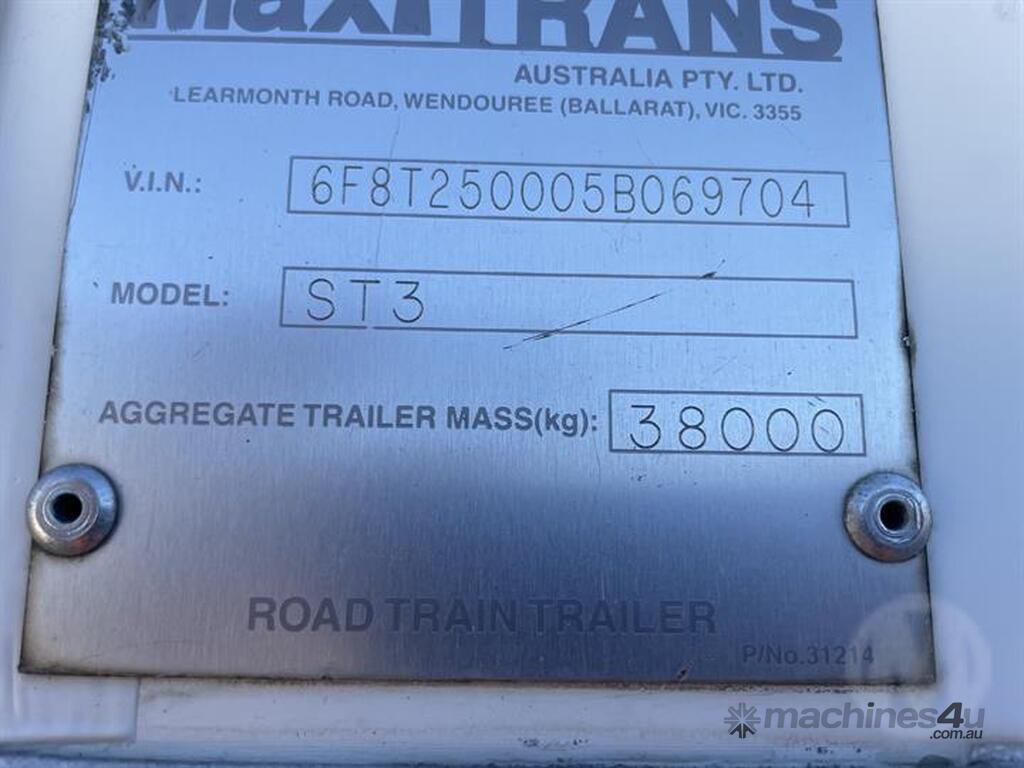 MaxiTRANS
AUSTRALIA PTY. LTD.
LEARMONTH ROAD, WENDOUREE (BALLARAT), VIC. 3355
V.I.N.: 6F8T250005B069704
MODEL: ST3
AGGREGATE TRAILER MASS(kg): 38000
ROAD TRAIN TRAILER
P/No.31214
machines4u
.com.au